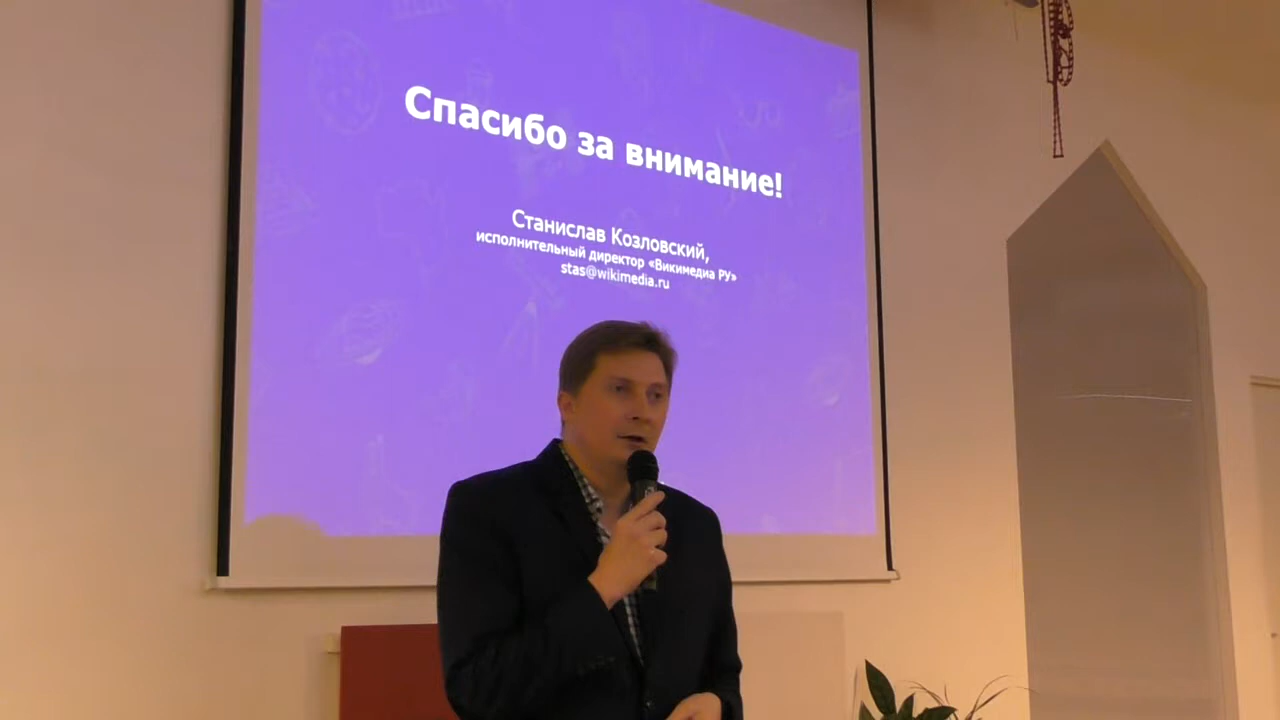 Спасибо за внимание!
Станислав Козловский,
исполнительный директор «Викимедиа РУ»
stas@wikimedia.ru